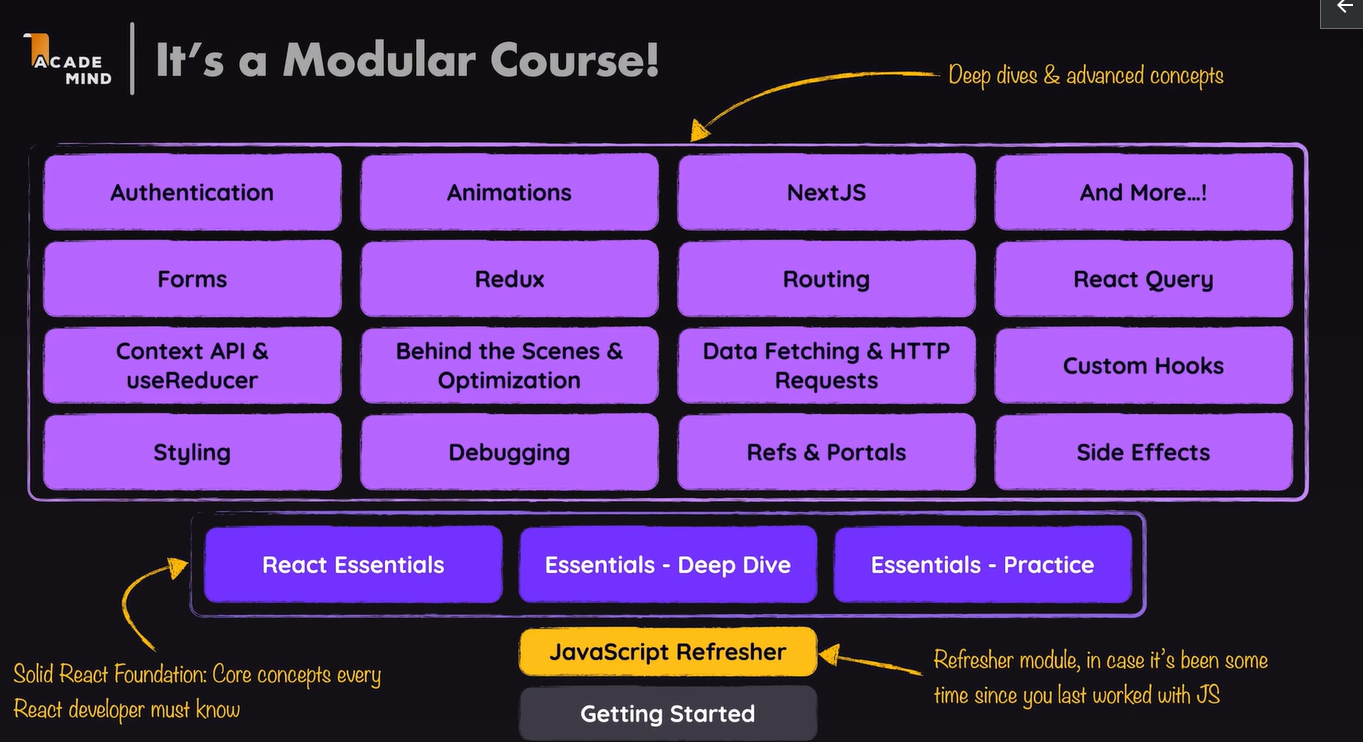 ACADE
MIND
It's a Modular Course!
Deep dives & advanced concepts
Authentication
Animations
NextJS
And More...!
Forms
Redux
Routing
React Query
Context API &
useReducer
Behind the Scenes &
Optimization
Data Fetching & HTTP
Requests
Custom Hooks
Styling
Debugging
Refs & Portals
Side Effects
React Essentials
Essentials - Deep Dive
Essentials - Practice
Solid React Foundation: Core concepts every
React developer must know
JavaScript Refresher
Refresher module, in case it's been some
time since you last worked with JS
Getting Started